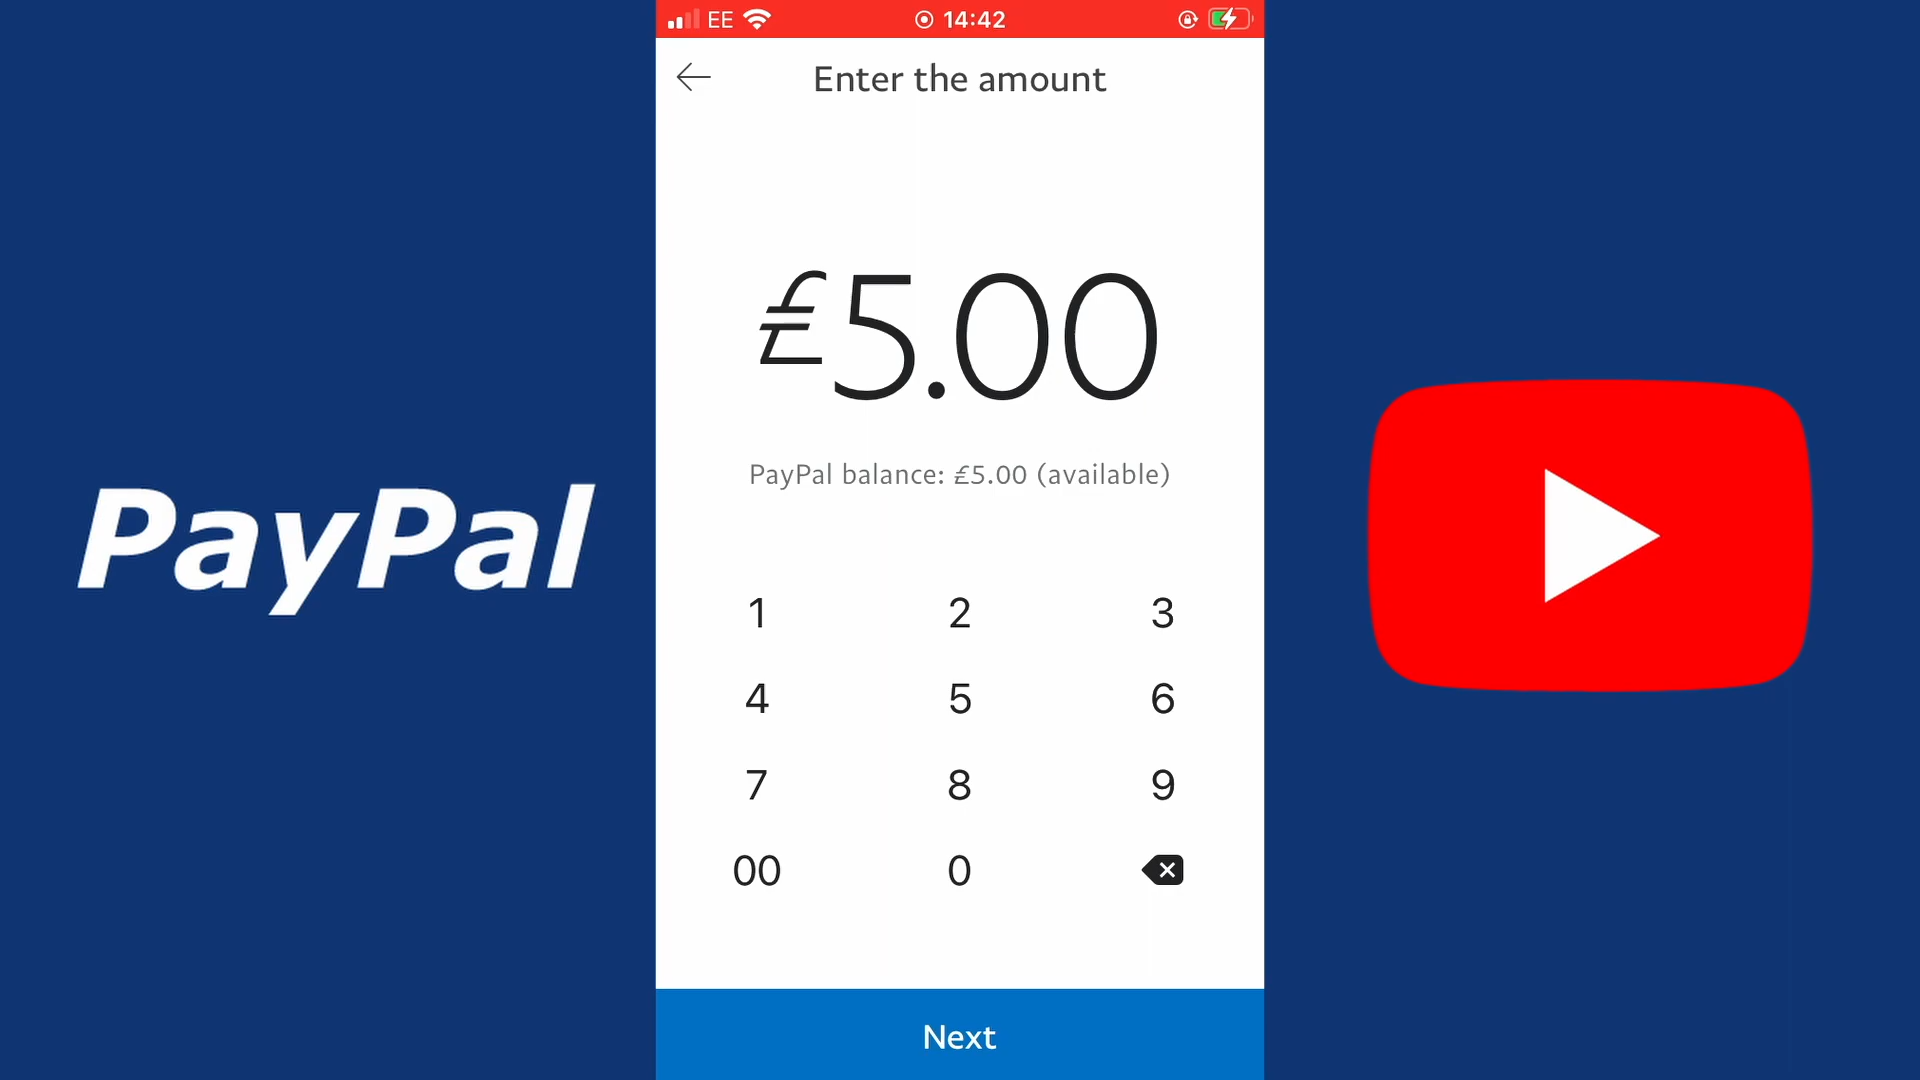 EE 14:42
Enter the amount
£5.00
PayPal balance: £5.00 (available)
PayPal
1 2 3
4 5 6
7 8 9
00 0
Next